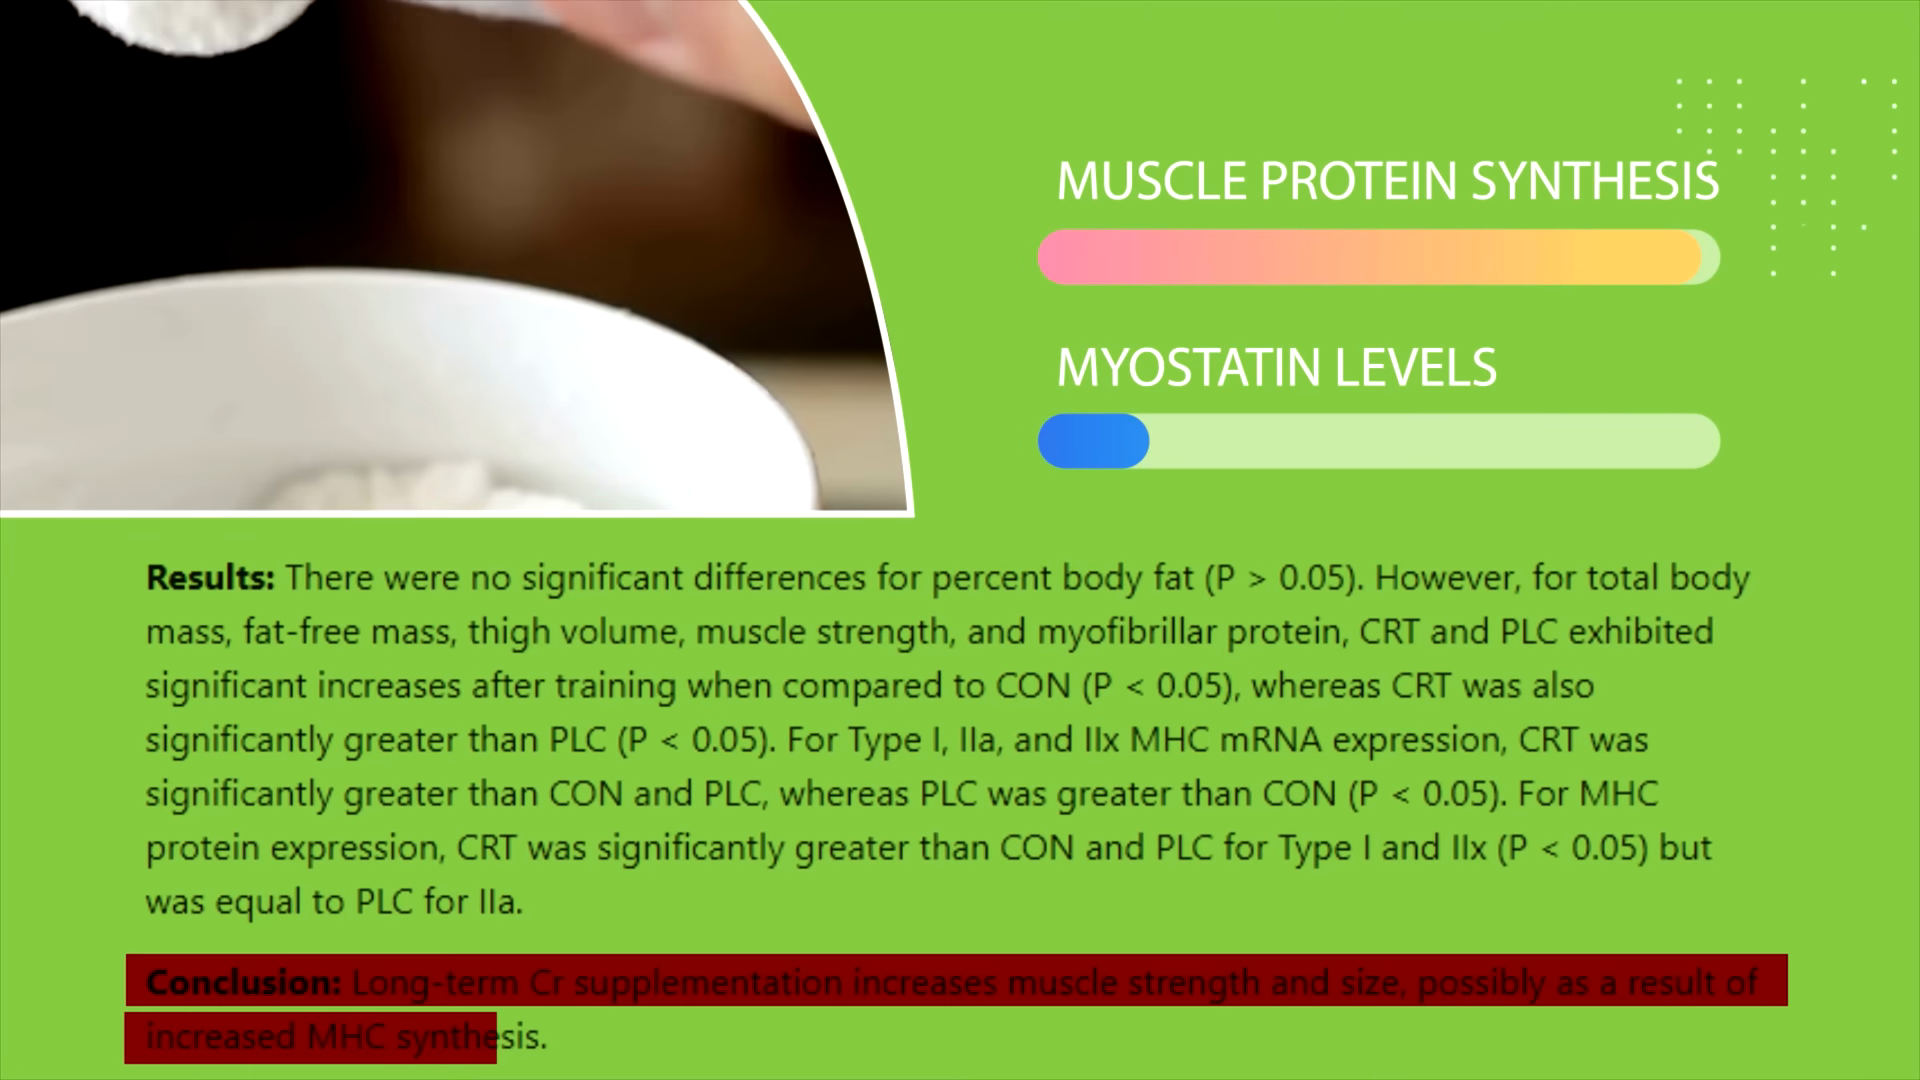 MUSCLE PROTEIN SYNTHESIS
MYOSTATIN LEVELS
Results: There were no significant differences for percent body fat (P > 0.05). However, for total body
mass, fat-free mass, thigh volume, muscle strength, and myofibrillar protein, CRT and PLC exhibited
significant increases after training when compared to CON (P < 0.05), whereas CRT was also
significantly greater than PLC (P < 0.05). For Type I, IIa, and IIx MHC mRNA expression, CRT was
significantly greater than CON and PLC, whereas PLC was greater than CON (P < 0.05). For MHC
protein expression, CRT was significantly greater than CON and PLC for Type I and IIx (P < 0.05) but
was equal to PLC for IIa.
Conclusion: Long-term Cr supplementation increases muscle strength and size, possibly as a result of
increased MHC synthesis.